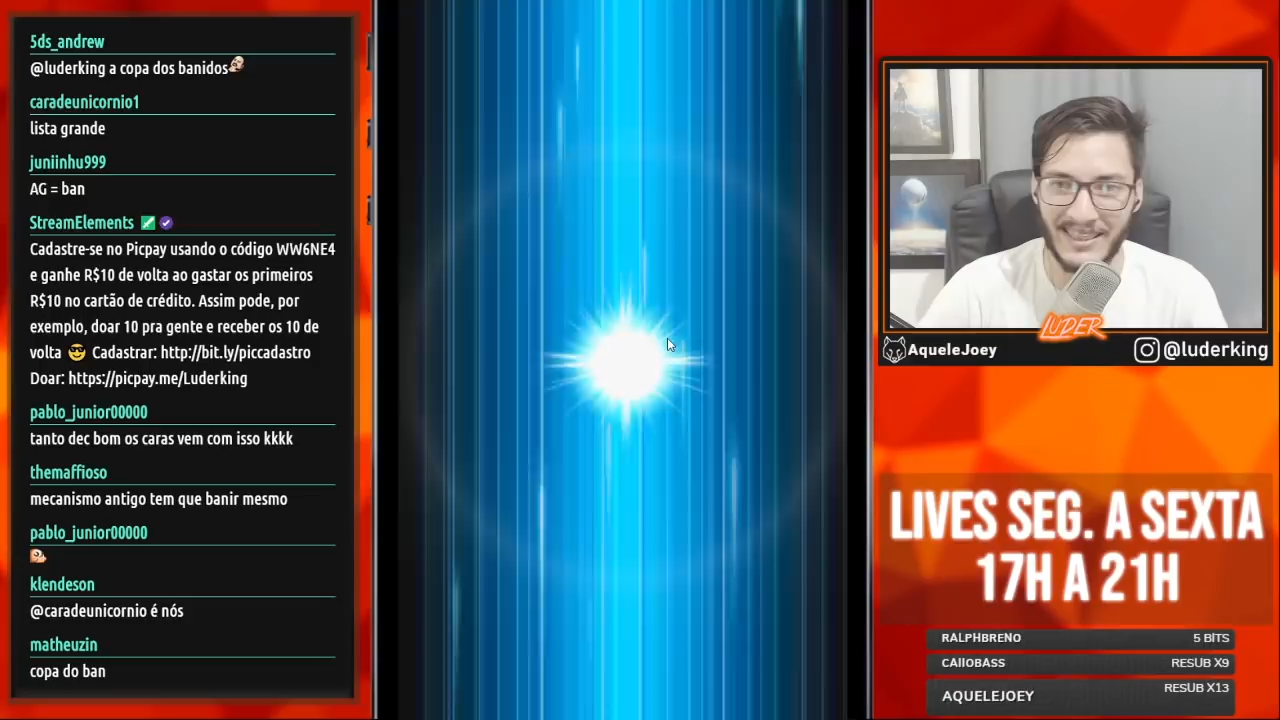 5ds_andrew
@luderking a copa dos banidos
caradeunicornio1
lista grande
juniinhu999
AG = ban
StreamElements
Cadastre-se no Picpay usando o código WW6NE4
e ganhe R$10 de volta ao gastar os primeiros
R$10 no cartão de crédito. Assim pode, por
exemplo, doar 10 pra gente e receber os 10 de
volta 😎 Cadastrar: http://bit.ly/piccadastro
Doar: https://picpay.me/Luderking
pablo_junior00000
tanto dec bom os caras vem com isso kkkk
themaffioso
mecanismo antigo tem que banir mesmo
pablo_junior00000
klendeson
@caradeunicornio é nós
matheuzin
copa do ban
LUDER
AqueleJoey
@luderking
LIVES SEG. A SEXTA
17H A 21H
RALPHBRENO 5 BITS
CAIIOBASS RESUB X9
AQUELEJOEY RESUB X13